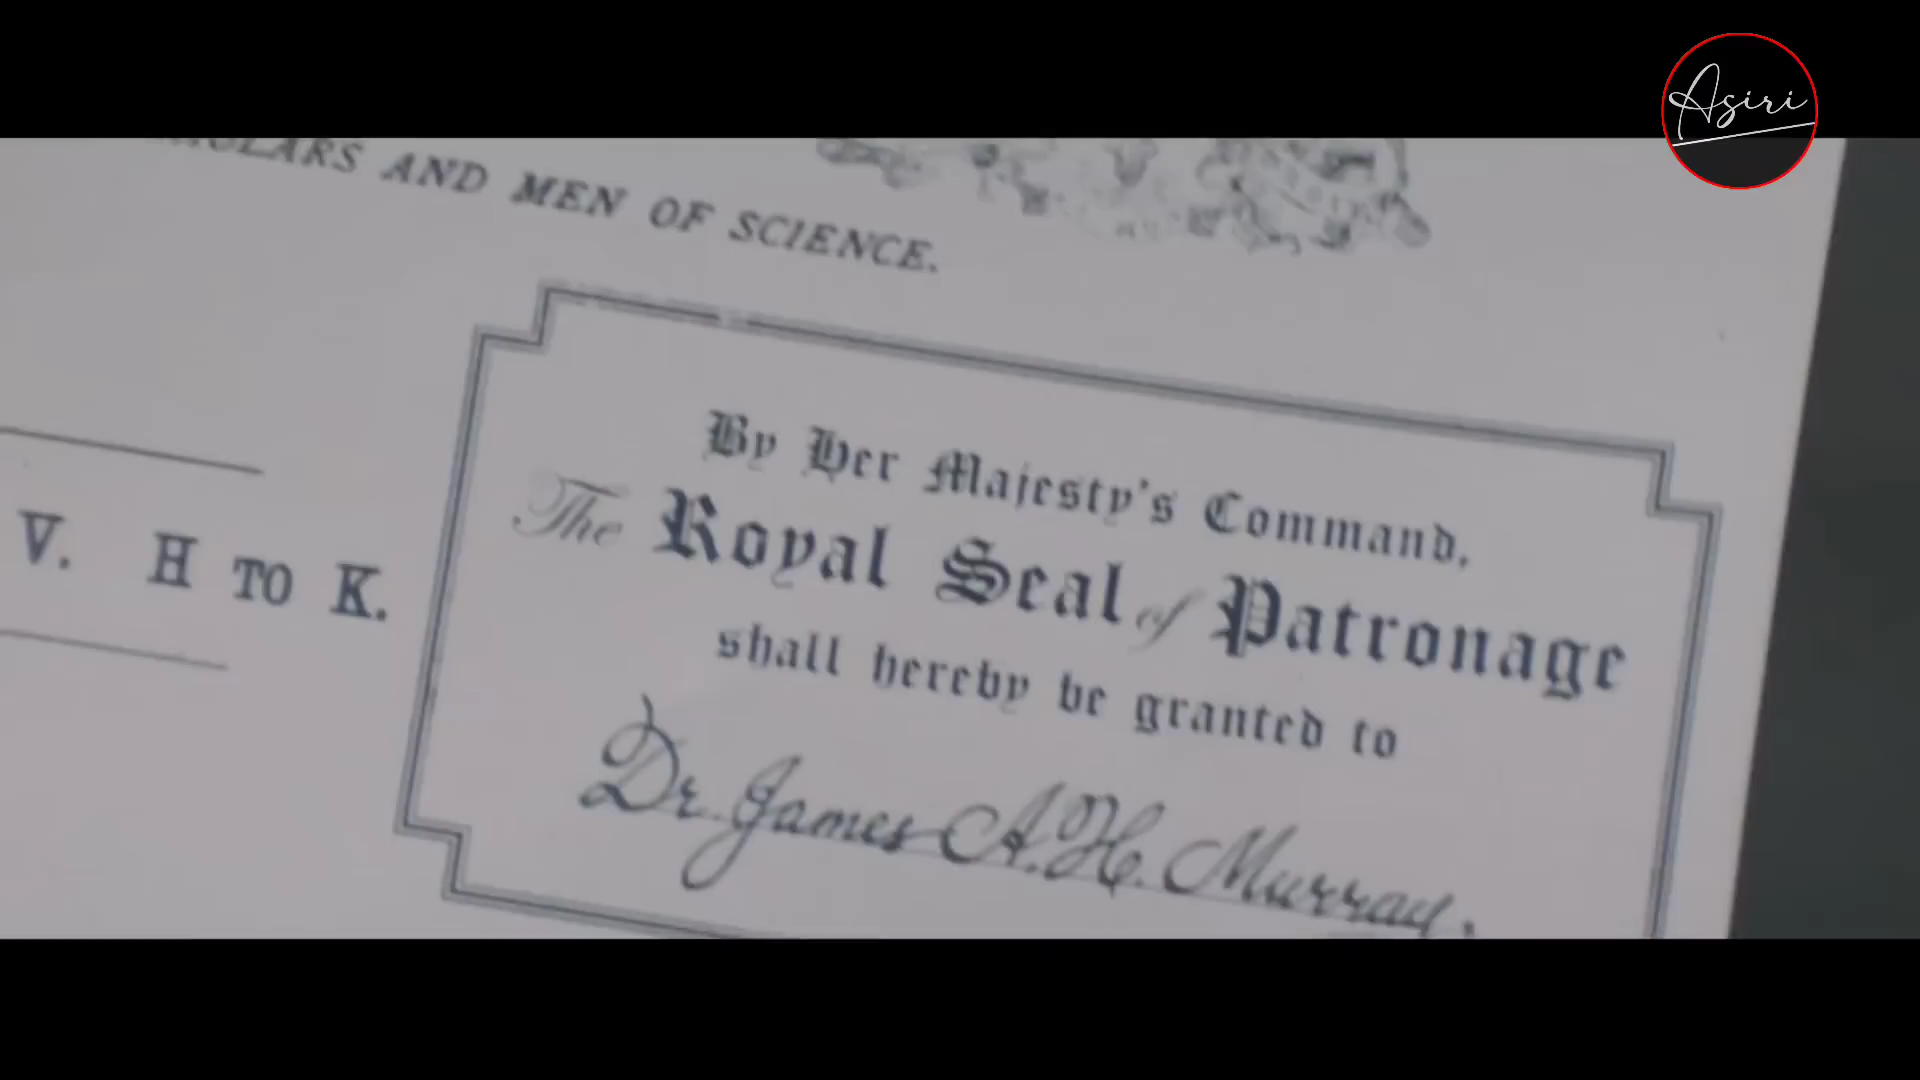 Asiri
SCHOLARS AND MEN OF SCIENCE.
V. H TO K.
By Her Majesty's Command,
The Royal Seal of Patronage
shall hereby be granted to
Dr. James A.H. Murray.